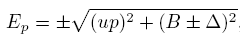 E_p = ±√((up)² + (B ± Δ)²).